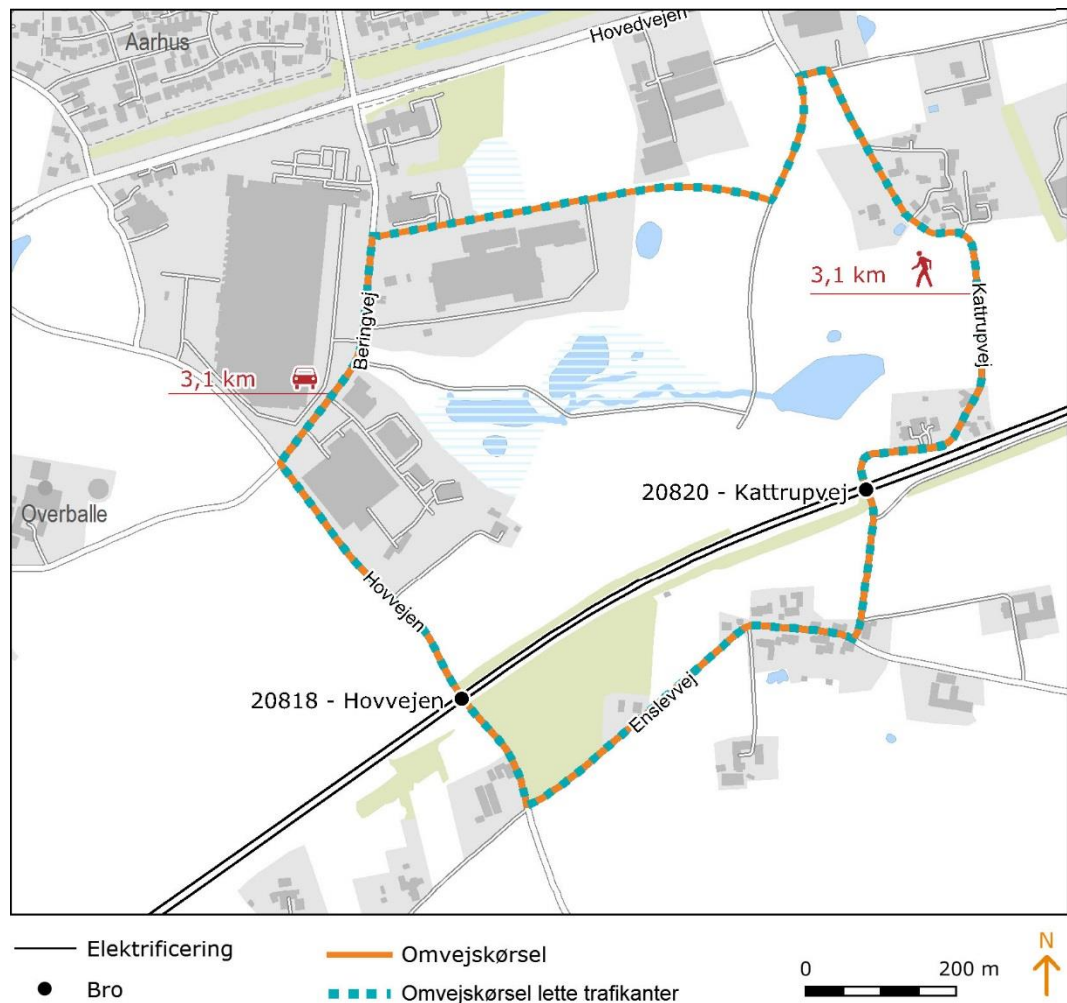 Aarhus
Hovedvejen
3,1 km
Beringvej
Kattrupvej
3,1 km
20820 - Kattrupvej
Overballe
Hovvejen
20818 - Hovvejen
Enslevvej
Elektrificering
Bro
Omvejskørsel
Omvejskørsel lette trafikanter
0 200 m
N